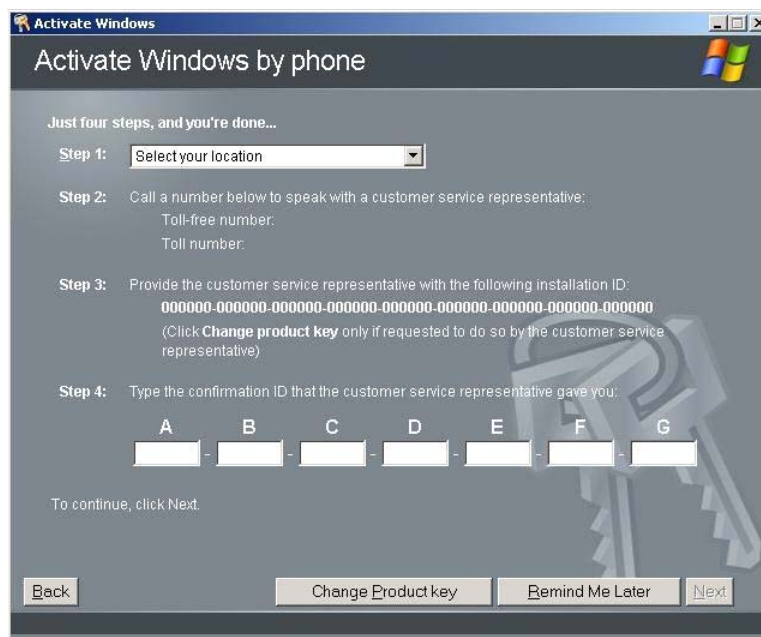 Activate Windows
Activate Windows by phone
Just four steps, and you're done...
Step 1: Select your location
Step 2: Call a number below to speak with a customer service representative:
Toll-free number:
Toll number:
Step 3: Provide the customer service representative with the following installation ID:
000000-000000-000000-000000-000000-000000-000000-000000-000000
(Click Change product key only if requested to do so by the customer service
representative)
Step 4: Type the confirmation ID that the customer service representative gave you:
A B C D E F G
- - - - - -
To continue, click Next.
Back Change Product key Remind Me Later Next